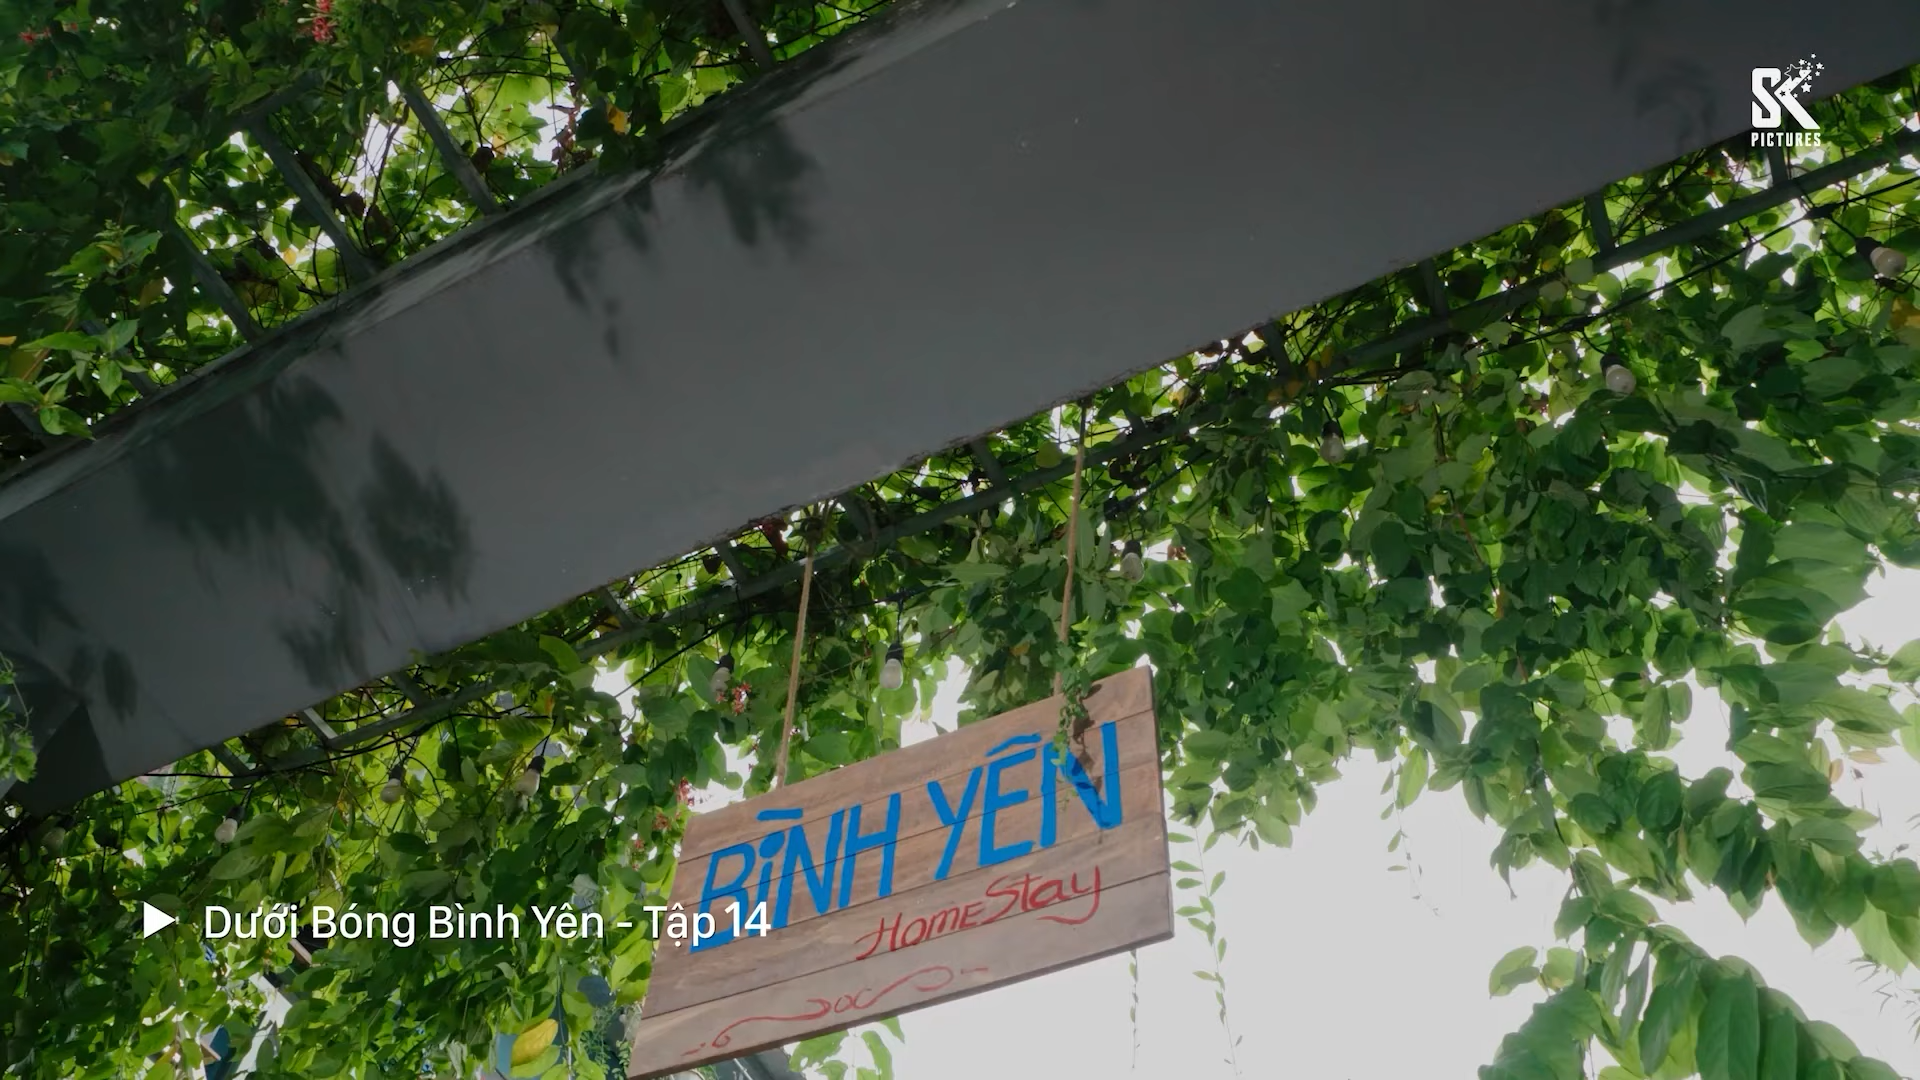 SK
PICTURES
BÌNH YÊN
HomeStay
Dưới Bóng Bình Yên - Tập 14